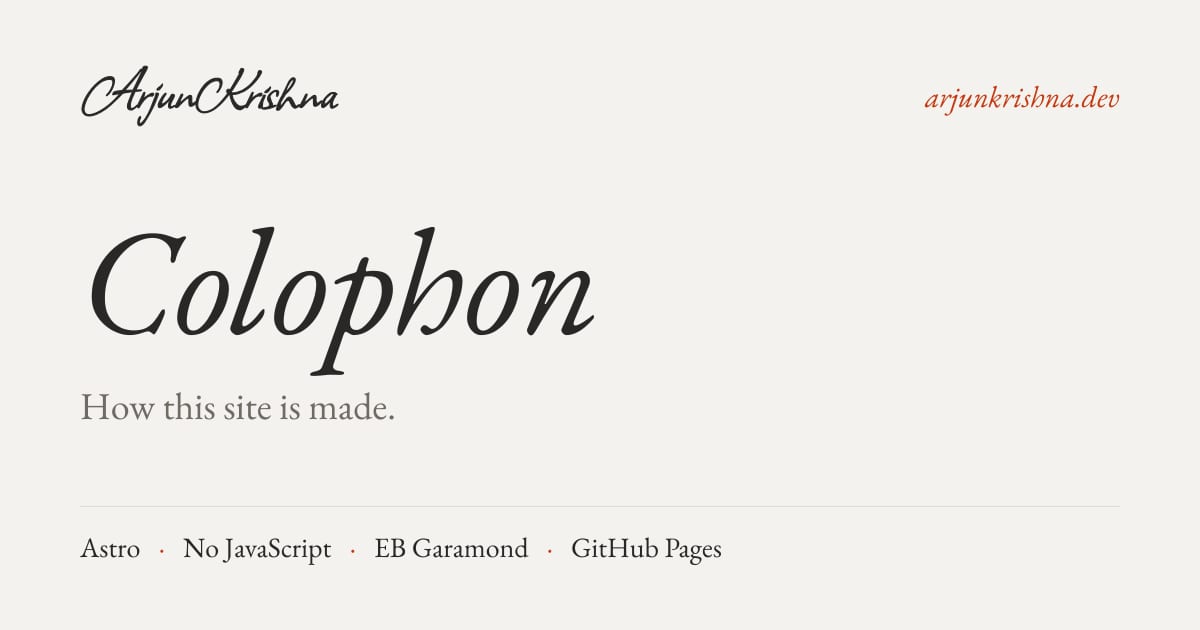 ArjunKrishna
arjunkrishna.dev
Colophon
How this site is made.
Astro · No JavaScript · EB Garamond · GitHub Pages